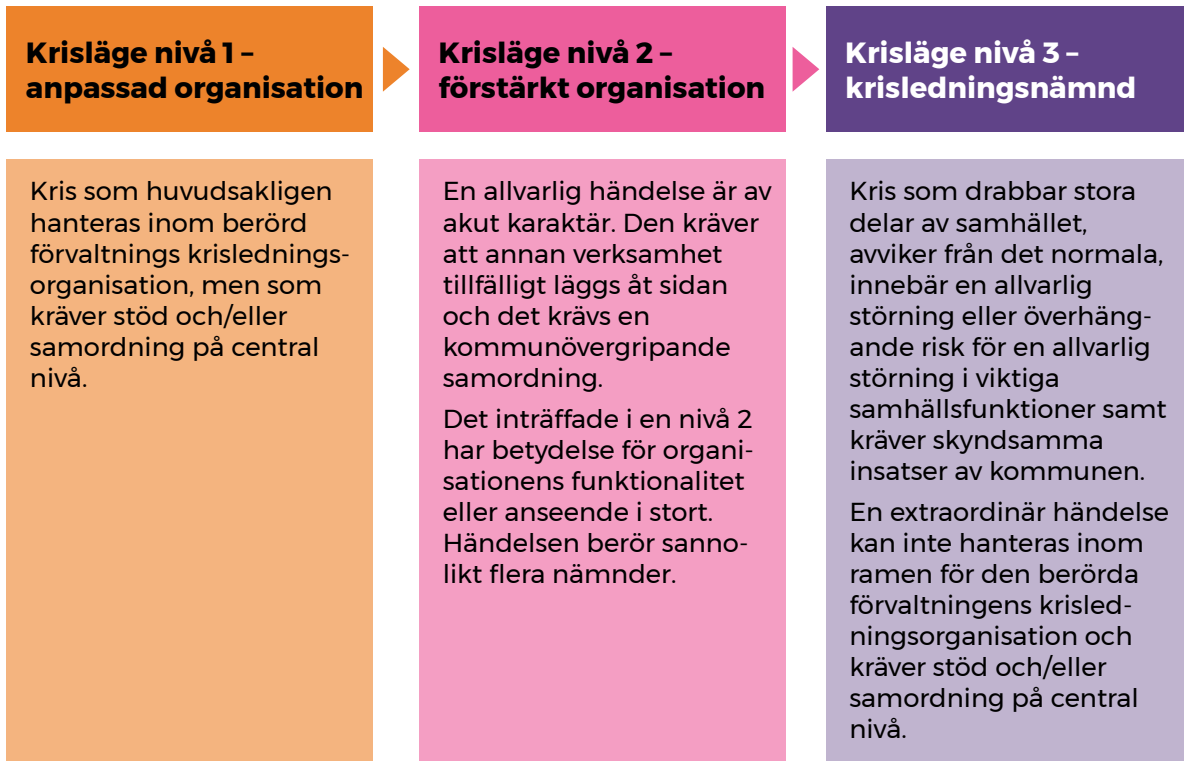 Krisläge nivå 1 –
anpassad organisation
Kris som huvudsakligen
hanteras inom berörd
förvaltnings krislednings-
organisation, men som
kräver stöd och/eller
samordning på central
nivå.
Krisläge nivå 2 –
förstärkt organisation
En allvarlig händelse är av
akut karaktär. Den kräver
att annan verksamhet
tillfälligt läggs åt sidan
och det krävs en
kommunövergripande
samordning.
Det inträffade i en nivå 2
har betydelse för organi-
sationens funktionalitet
eller anseende i stort.
Händelsen berör sanno-
likt flera nämnder.
Krisläge nivå 3 –
krisledningsnämnd
Kris som drabbar stora
delar av samhället,
avviker från det normala,
innebär en allvarlig
störning eller överhäng-
ande risk för en allvarlig
störning i viktiga
samhällsfunktioner samt
kräver skyndsamma
insatser av kommunen.
En extraordinär händelse
kan inte hanteras inom
ramen för den berörda
förvaltningens krisled-
ningsorganisation och
kräver stöd och/eller
samordning på central
nivå.